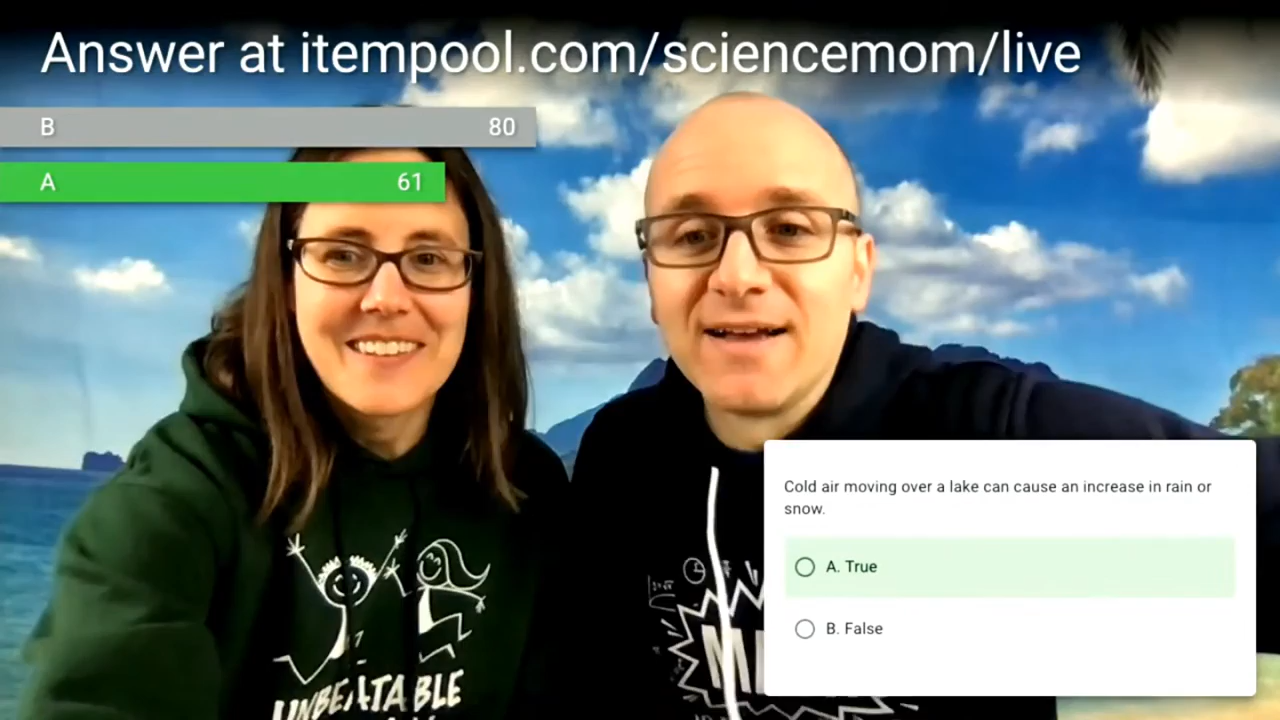 Answer at itempool.com/sciencemom/live
B 80
A 61
Cold air moving over a lake can cause an increase in rain or
snow.
A. True
B. False
UNBEATABLE